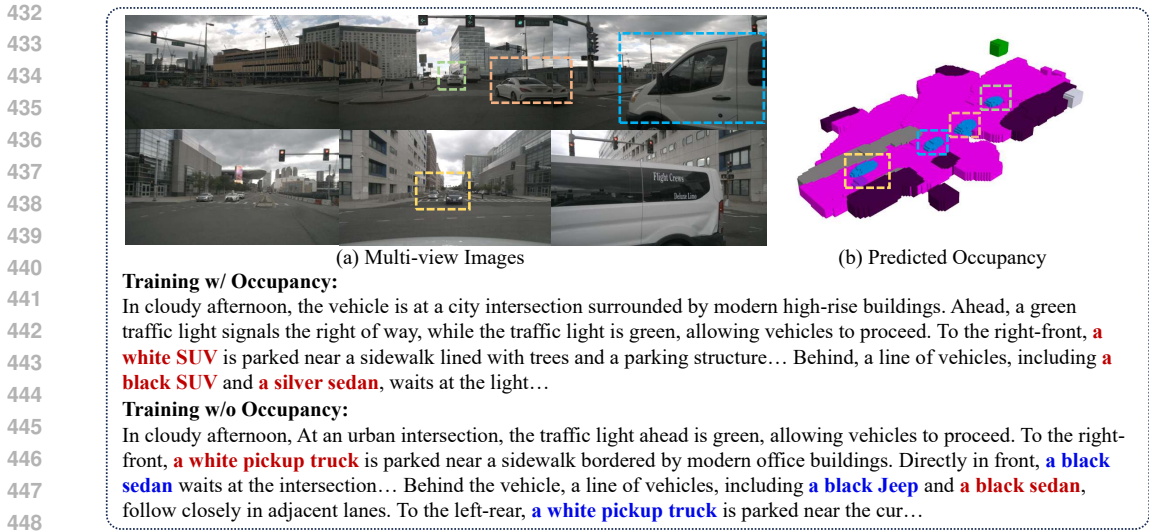 432
433
434
435
436
437
438
439
440
441
442
443
444
445
446
447
448
Flight Crews
Deluxe Limo
(a) Multi-view Images
(b) Predicted Occupancy
Training w/ Occupancy:
In cloudy afternoon, the vehicle is at a city intersection surrounded by modern high-rise buildings. Ahead, a green
traffic light signals the right of way, while the traffic light is green, allowing vehicles to proceed. To the right-front, a
white SUV is parked near a sidewalk lined with trees and a parking structure… Behind, a line of vehicles, including a
black SUV and a silver sedan, waits at the light…
Training w/o Occupancy:
In cloudy afternoon, At an urban intersection, the traffic light ahead is green, allowing vehicles to proceed. To the right-
front, a white pickup truck is parked near a sidewalk bordered by modern office buildings. Directly in front, a black
sedan waits at the intersection… Behind the vehicle, a line of vehicles, including a black Jeep and a black sedan,
follow closely in adjacent lanes. To the left-rear, a white pickup truck is parked near the cur…